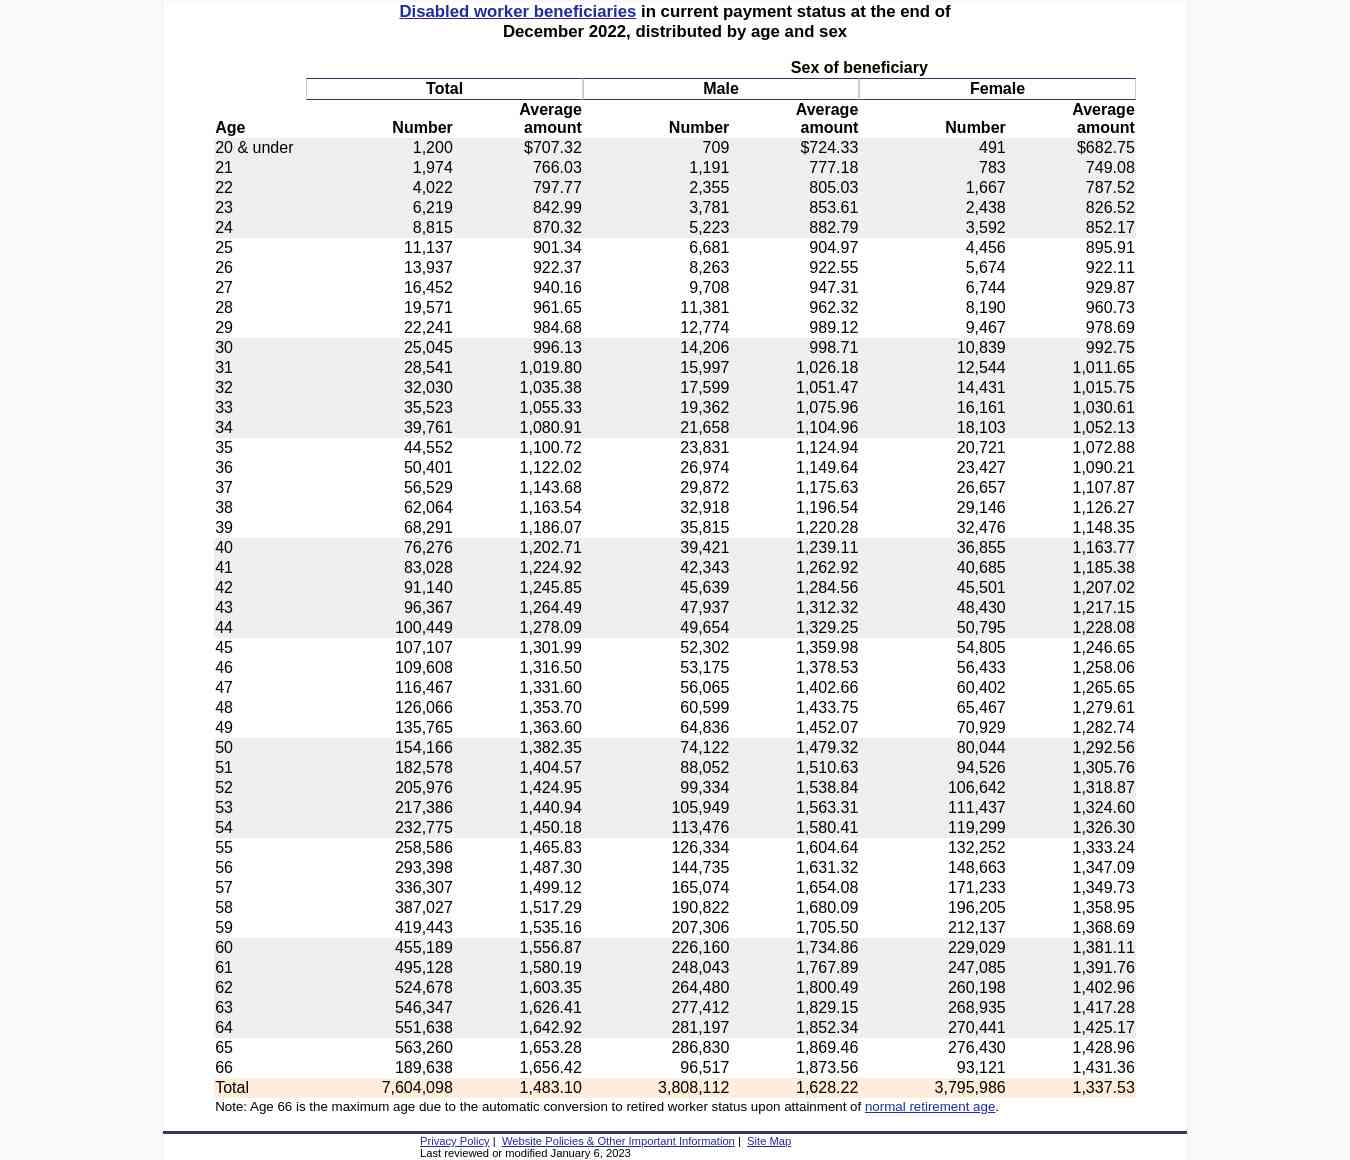 Disabled worker beneficiaries in current payment status at the end of
December 2022, distributed by age and sex
Sex of beneficiary
Total Male Female
Age Number Average amount Number Average amount Number Average amount
20 & under 1,200 $707.32 709 $724.33 491 $682.75
21 1,974 766.03 1,191 777.18 783 749.08
22 4,022 797.77 2,355 805.03 1,667 787.52
23 6,219 842.99 3,781 853.61 2,438 826.52
24 8,815 870.32 5,223 882.79 3,592 852.17
25 11,137 901.34 6,681 904.97 4,456 895.91
26 13,937 922.37 8,263 922.55 5,674 922.11
27 16,452 940.16 9,708 947.31 6,744 929.87
28 19,571 961.65 11,381 962.32 8,190 960.73
29 22,241 984.68 12,774 989.12 9,467 978.69
30 25,045 996.13 14,206 998.71 10,839 992.75
31 28,541 1,019.80 15,997 1,026.18 12,544 1,011.65
32 32,030 1,035.38 17,599 1,051.47 14,431 1,015.75
33 35,523 1,055.33 19,362 1,075.96 16,161 1,030.61
34 39,761 1,080.91 21,658 1,104.96 18,103 1,052.13
35 44,552 1,100.72 23,831 1,124.94 20,721 1,072.88
36 50,401 1,122.02 26,974 1,149.64 23,427 1,090.21
37 56,529 1,143.68 29,872 1,175.63 26,657 1,107.87
38 62,064 1,163.54 32,918 1,196.54 29,146 1,126.27
39 68,291 1,186.07 35,815 1,220.28 32,476 1,148.35
40 76,276 1,202.71 39,421 1,239.11 36,855 1,163.77
41 83,028 1,224.92 42,343 1,262.92 40,685 1,185.38
42 91,140 1,245.85 45,639 1,284.56 45,501 1,207.02
43 96,367 1,264.49 47,937 1,312.32 48,430 1,217.15
44 100,449 1,278.09 49,654 1,329.25 50,795 1,228.08
45 107,107 1,301.99 52,302 1,359.98 54,805 1,246.65
46 109,608 1,316.50 53,175 1,378.53 56,433 1,258.06
47 116,467 1,331.60 56,065 1,402.66 60,402 1,265.65
48 126,066 1,353.70 60,599 1,433.75 65,467 1,279.61
49 135,765 1,363.60 64,836 1,452.07 70,929 1,282.74
50 154,166 1,382.35 74,122 1,479.32 80,044 1,292.56
51 182,578 1,404.57 88,052 1,510.63 94,526 1,305.76
52 205,976 1,424.95 99,334 1,538.84 106,642 1,318.87
53 217,386 1,440.94 105,949 1,563.31 111,437 1,324.60
54 232,775 1,450.18 113,476 1,580.41 119,299 1,326.30
55 258,586 1,465.83 126,334 1,604.64 132,252 1,333.24
56 293,398 1,487.30 144,735 1,631.32 148,663 1,347.09
57 336,307 1,499.12 165,074 1,654.08 171,233 1,349.73
58 387,027 1,517.29 190,822 1,680.09 196,205 1,358.95
59 419,443 1,535.16 207,306 1,705.50 212,137 1,368.69
60 455,189 1,556.87 226,160 1,734.86 229,029 1,381.11
61 495,128 1,580.19 248,043 1,767.89 247,085 1,391.76
62 524,678 1,603.35 264,480 1,800.49 260,198 1,402.96
63 546,347 1,626.41 277,412 1,829.15 268,935 1,417.28
64 551,638 1,642.92 281,197 1,852.34 270,441 1,425.17
65 563,260 1,653.28 286,830 1,869.46 276,430 1,428.96
66 189,638 1,656.42 96,517 1,873.56 93,121 1,431.36
Total 7,604,098 1,483.10 3,808,112 1,628.22 3,795,986 1,337.53
Note: Age 66 is the maximum age due to the automatic conversion to retired worker status upon attainment of normal retirement age.
Privacy Policy | Website Policies & Other Important Information | Site Map
Last reviewed or modified January 6, 2023